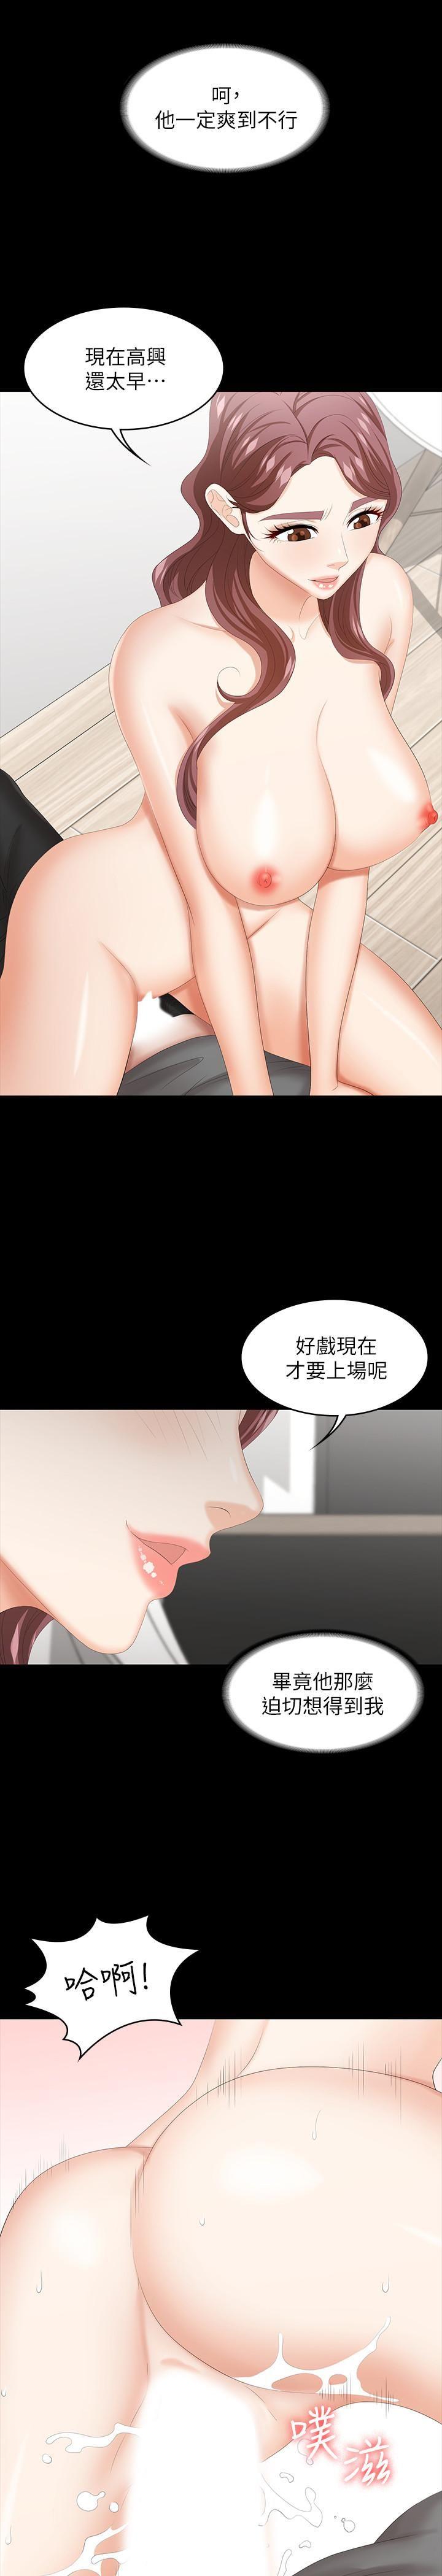 呵，
他一定爽到不行
現在高興
還太早…
好戲現在
才要上場呢
畢竟他那麼
迫切想得到我
哈啊!
噗滋